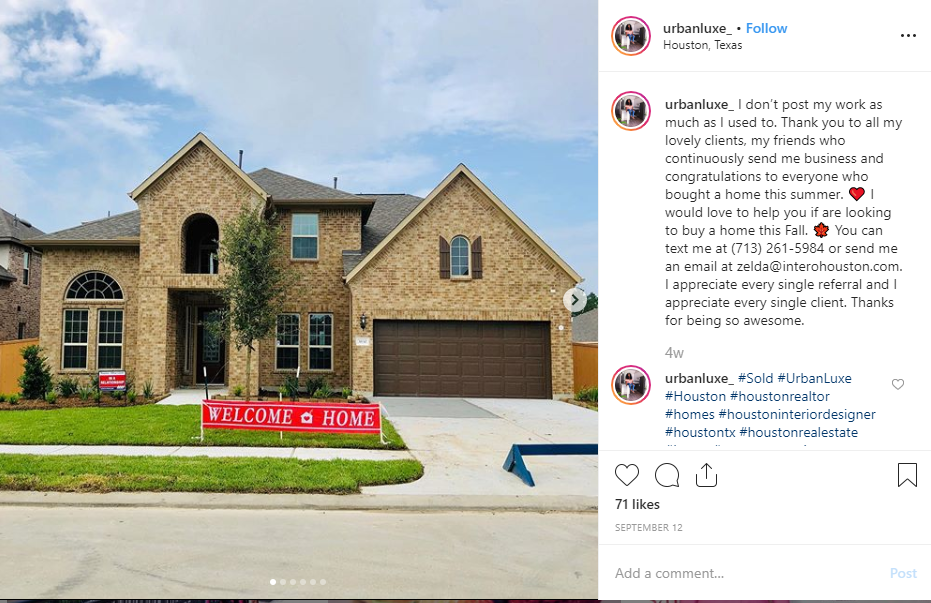 urbanluxe_ • Follow
Houston, Texas
urbanluxe_ I don't post my work as
much as I used to. Thank you to all my
lovely clients, my friends who
continuously send me business and
congratulations to everyone who
bought a home this summer. ❤️ I
would love to help you if are looking
to buy a home this Fall. 🍁 You can
text me at (713) 261-5984 or send me
an email at zelda@interohouston.com.
I appreciate every single referral and I
appreciate every single client. Thanks
for being so awesome.
4w
urbanluxe_ #Sold #UrbanLuxe
#Houston #houstonrealtor
#homes #houstoninteriordesigner
#houstontx #houstonrealestate
71 likes
SEPTEMBER 12
Add a comment... Post
RELATIONSHIP
WELCOME HOME